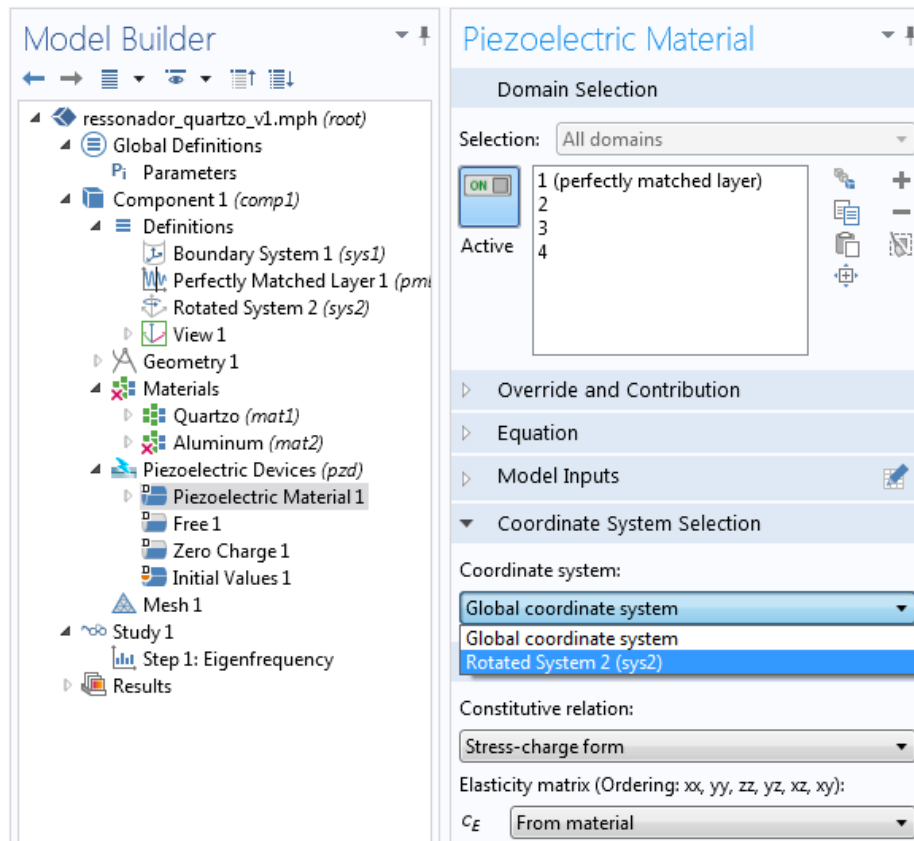 Model Builder
ressonador_quartzo_v1.mph (root)
Global Definitions
Pi Parameters
Component 1 (comp1)
Definitions
Boundary System 1 (sys1)
Perfectly Matched Layer 1 (pml
Rotated System 2 (sys2)
View 1
Geometry 1
Materials
Quartzo (mat1)
Aluminum (mat2)
Piezoelectric Devices (pzd)
Piezoelectric Material 1
Free 1
Zero Charge 1
Initial Values 1
Mesh 1
Study 1
Step 1: Eigenfrequency
Results
Piezoelectric Material
Domain Selection
Selection: All domains
ON
Active
1 (perfectly matched layer)
2
3
4
Override and Contribution
Equation
Model Inputs
Coordinate System Selection
Coordinate system:
Global coordinate system
Global coordinate system
Rotated System 2 (sys2)
Constitutive relation:
Stress-charge form
Elasticity matrix (Ordering: xx, yy, zz, yz, xz, xy):
cE From material